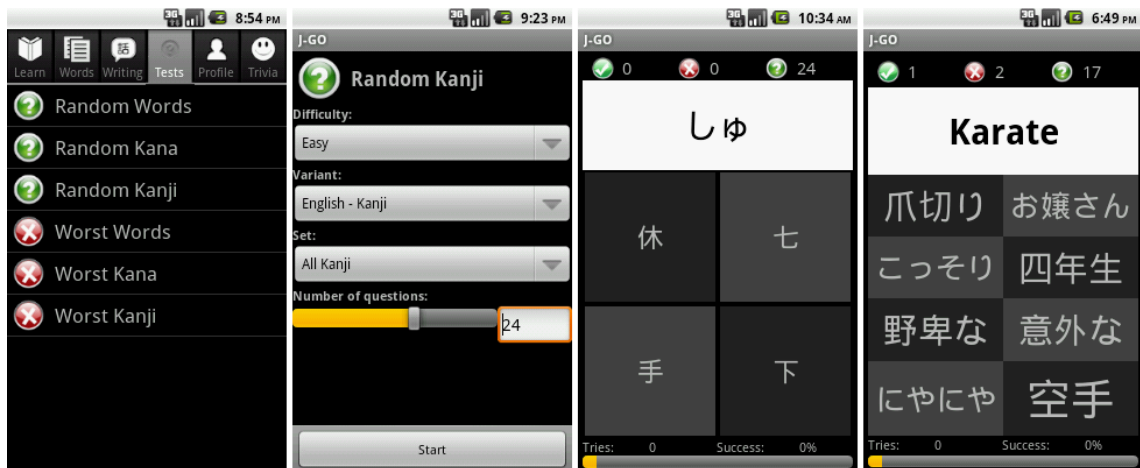 3G 8:54 PM
Learn Words Writing Tests Profile Trivia
話
Random Words
Random Kana
Random Kanji
Worst Words
Worst Kana
Worst Kanji
3G 9:23 PM
J-GO
Random Kanji
Difficulty:
Easy
Variant:
English - Kanji
Set:
All Kanji
Number of questions:
24
Start
3G 10:34 AM
J-GO
0 0 24
しゅ
休 七
手 下
Tries: 0 Success: 0%
3G 6:49 PM
J-GO
1 2 17
Karate
爪切り お嬢さん
こっそり 四年生
野卑な 意外な
にやにや 空手
Tries: 0 Success: 0%